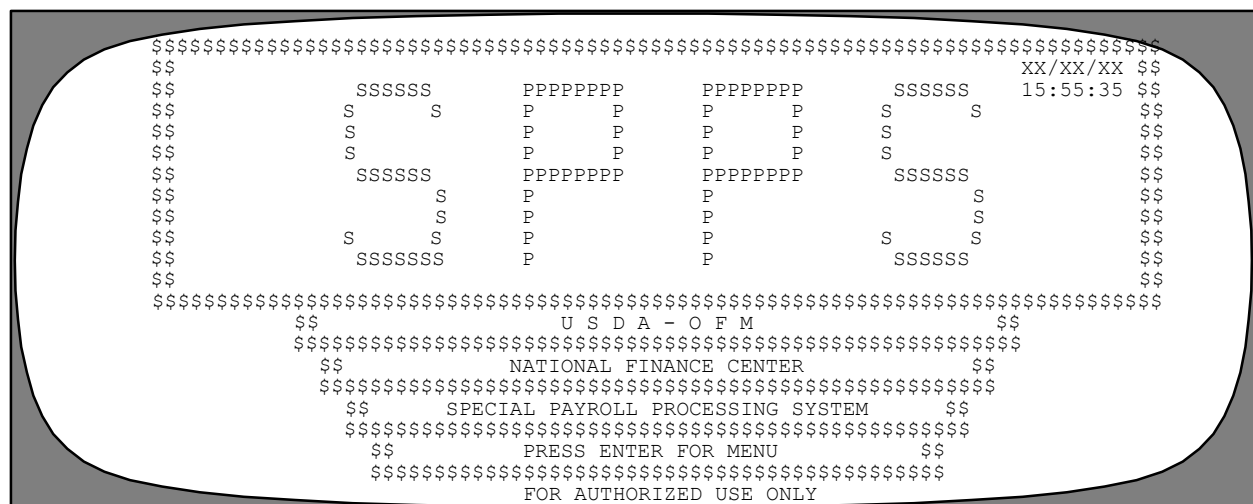 $$$$$$$$$$$$$$$$$$$$$$$$$$$$$$$$$$$$$$$$$$$$$$$$$$$$$$$$$$$$$$$$$$$$$$$$$$$$$$$
$$                                                                  XX/XX/XX $$
$$              SSSSSS       PPPPPPPP      PPPPPPPP       SSSSSS    15:55:35 $$
$$             S      S      P      P      P      P      S      S            $$
$$             S             P      P      P      P      S                   $$
$$             S             P      P      P      P      S                   $$
$$              SSSSSS       PPPPPPPP      PPPPPPPP       SSSSSS             $$
$$                    S      P             P                    S            $$
$$                    S      P             P                    S            $$
$$             S      S      P             P             S      S            $$
$$              SSSSSSS      P             P              SSSSSS             $$
$$                                                                           $$
$$$$$$$$$$$$$$$$$$$$$$$$$$$$$$$$$$$$$$$$$$$$$$$$$$$$$$$$$$$$$$$$$$$$$$$$$$$$$$$
           $$                   U S D A - O F M                   $$
           $$$$$$$$$$$$$$$$$$$$$$$$$$$$$$$$$$$$$$$$$$$$$$$$$$$$$$$$$
             $$             NATIONAL FINANCE CENTER             $$
             $$$$$$$$$$$$$$$$$$$$$$$$$$$$$$$$$$$$$$$$$$$$$$$$$$$$$
               $$      SPECIAL PAYROLL PROCESSING SYSTEM      $$
               $$$$$$$$$$$$$$$$$$$$$$$$$$$$$$$$$$$$$$$$$$$$$$$$$
                 $$          PRESS ENTER FOR MENU           $$
                 $$$$$$$$$$$$$$$$$$$$$$$$$$$$$$$$$$$$$$$$$$$$$
                             FOR AUTHORIZED USE ONLY